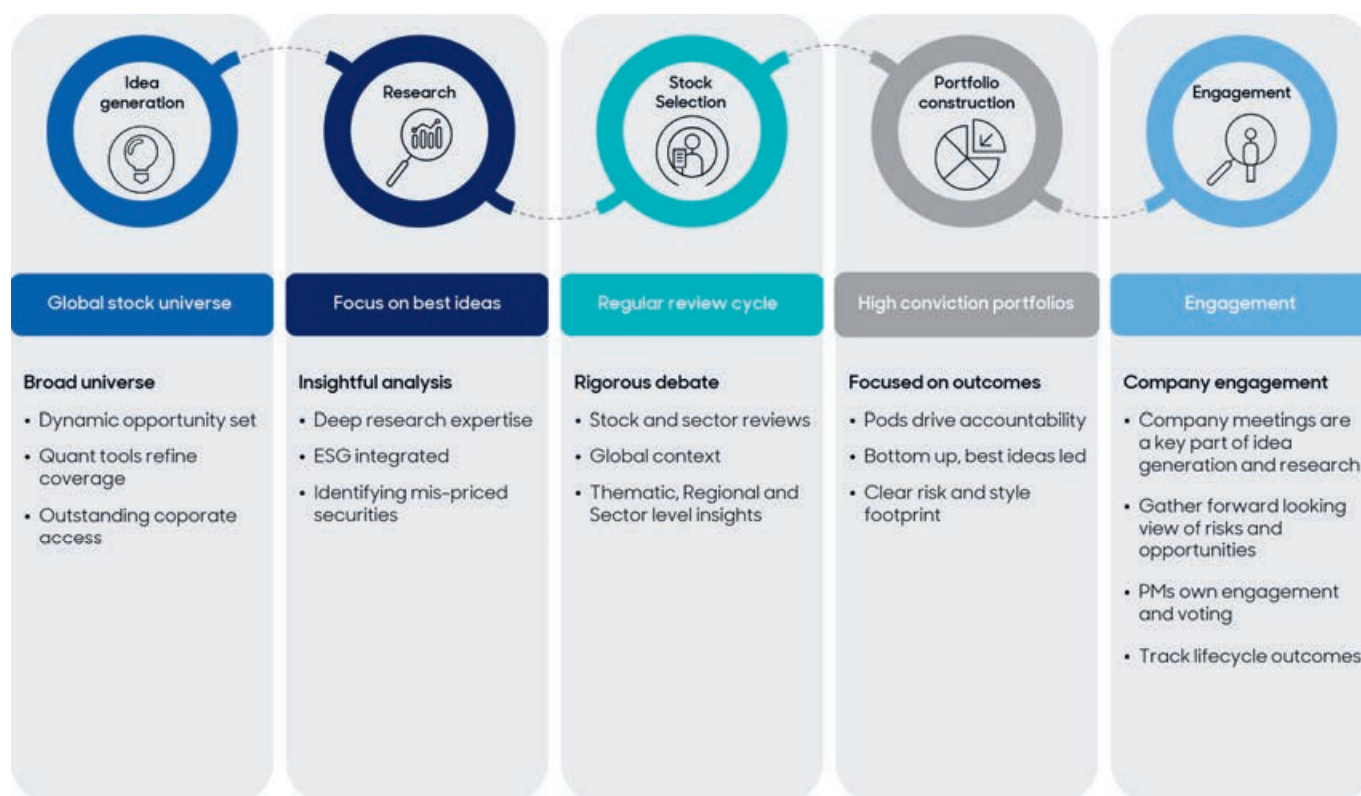 Idea
generation
Research
Stock
Selection
Portfolio
construction
Engagement
Global stock universe
Focus on best ideas
Regular review cycle
High conviction portfolios
Engagement
Broad universe
• Dynamic opportunity set
• Quant tools refine
coverage
• Outstanding coporate
access
Insightful analysis
• Deep research expertise
• ESG integrated
• Identifying mis-priced
securities
Rigorous debate
• Stock and sector reviews
• Global context
• Thematic, Regional and
Sector level insights
Focused on outcomes
• Pods drive accountability
• Bottom up, best ideas led
• Clear risk and style
footprint
Company engagement
• Company meetings are
a key part of idea
generation and research
• Gather forward looking
view of risks and
opportunities
• PMs own engagement
and voting
• Track lifecycle outcomes